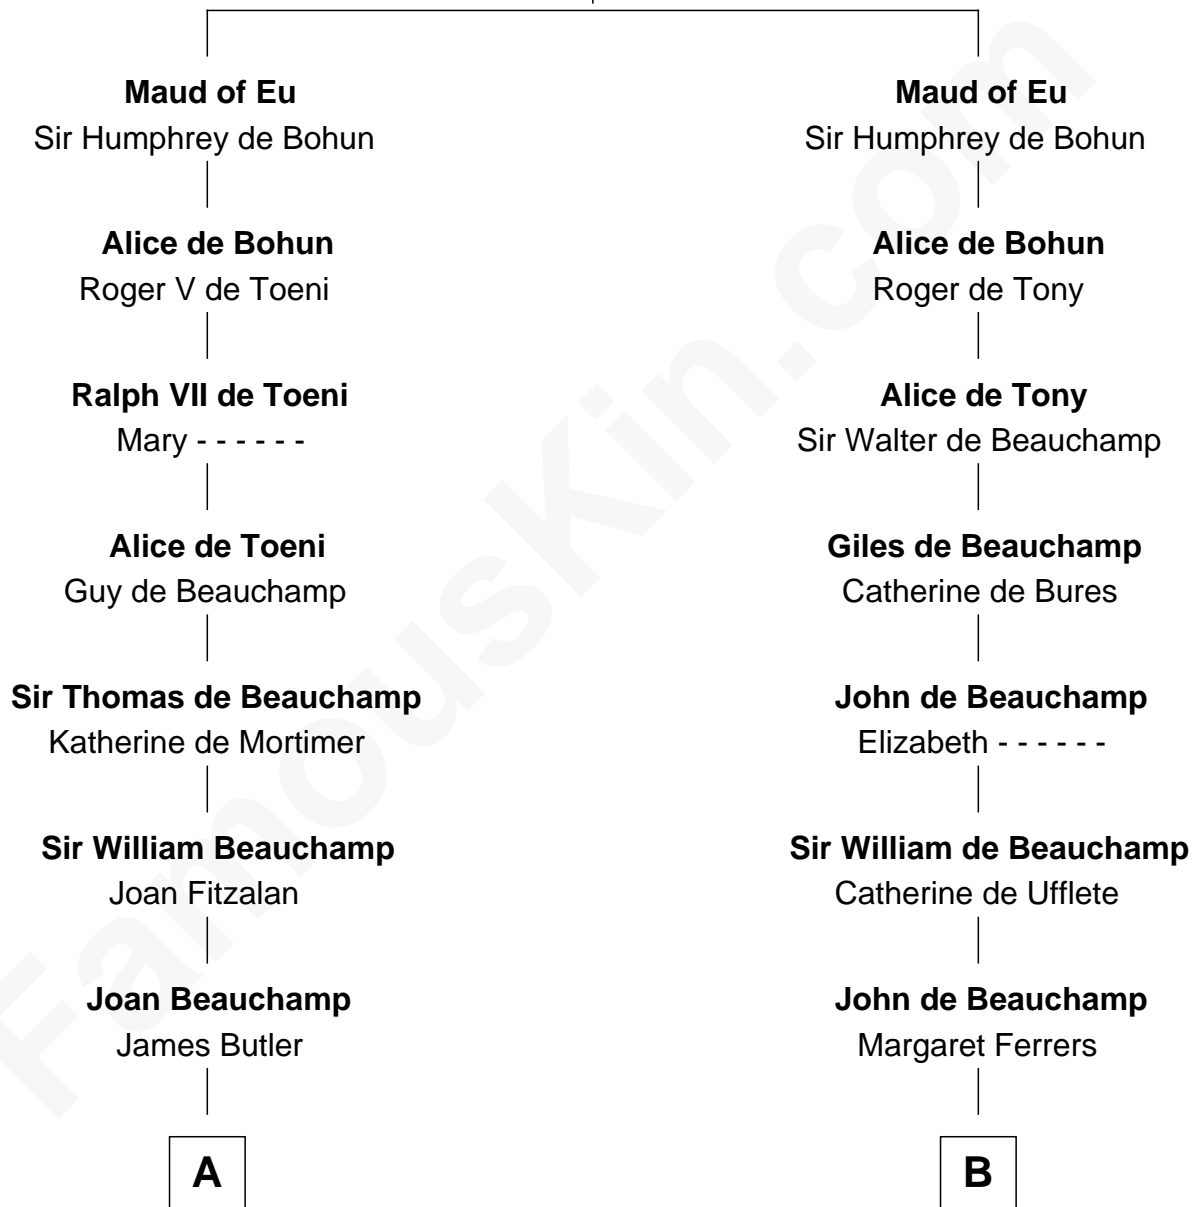 Maud of Eu
Sir Humphrey de Bohun
Alice de Bohun
Roger V de Toeni
Ralph VII de Toeni
Mary - - - - - -
Alice de Toeni
Guy de Beauchamp
Sir Thomas de Beauchamp
Katherine de Mortimer
Sir William Beauchamp
Joan Fitzalan
Joan Beauchamp
James Butler
A
Maud of Eu
Sir Humphrey de Bohun
Alice de Bohun
Roger de Tony
Alice de Tony
Sir Walter de Beauchamp
Giles de Beauchamp
Catherine de Bures
John de Beauchamp
Elizabeth - - - - - -
Sir William de Beauchamp
Catherine de Ufflete
John de Beauchamp
Margaret Ferrers
B
FamousKin.com